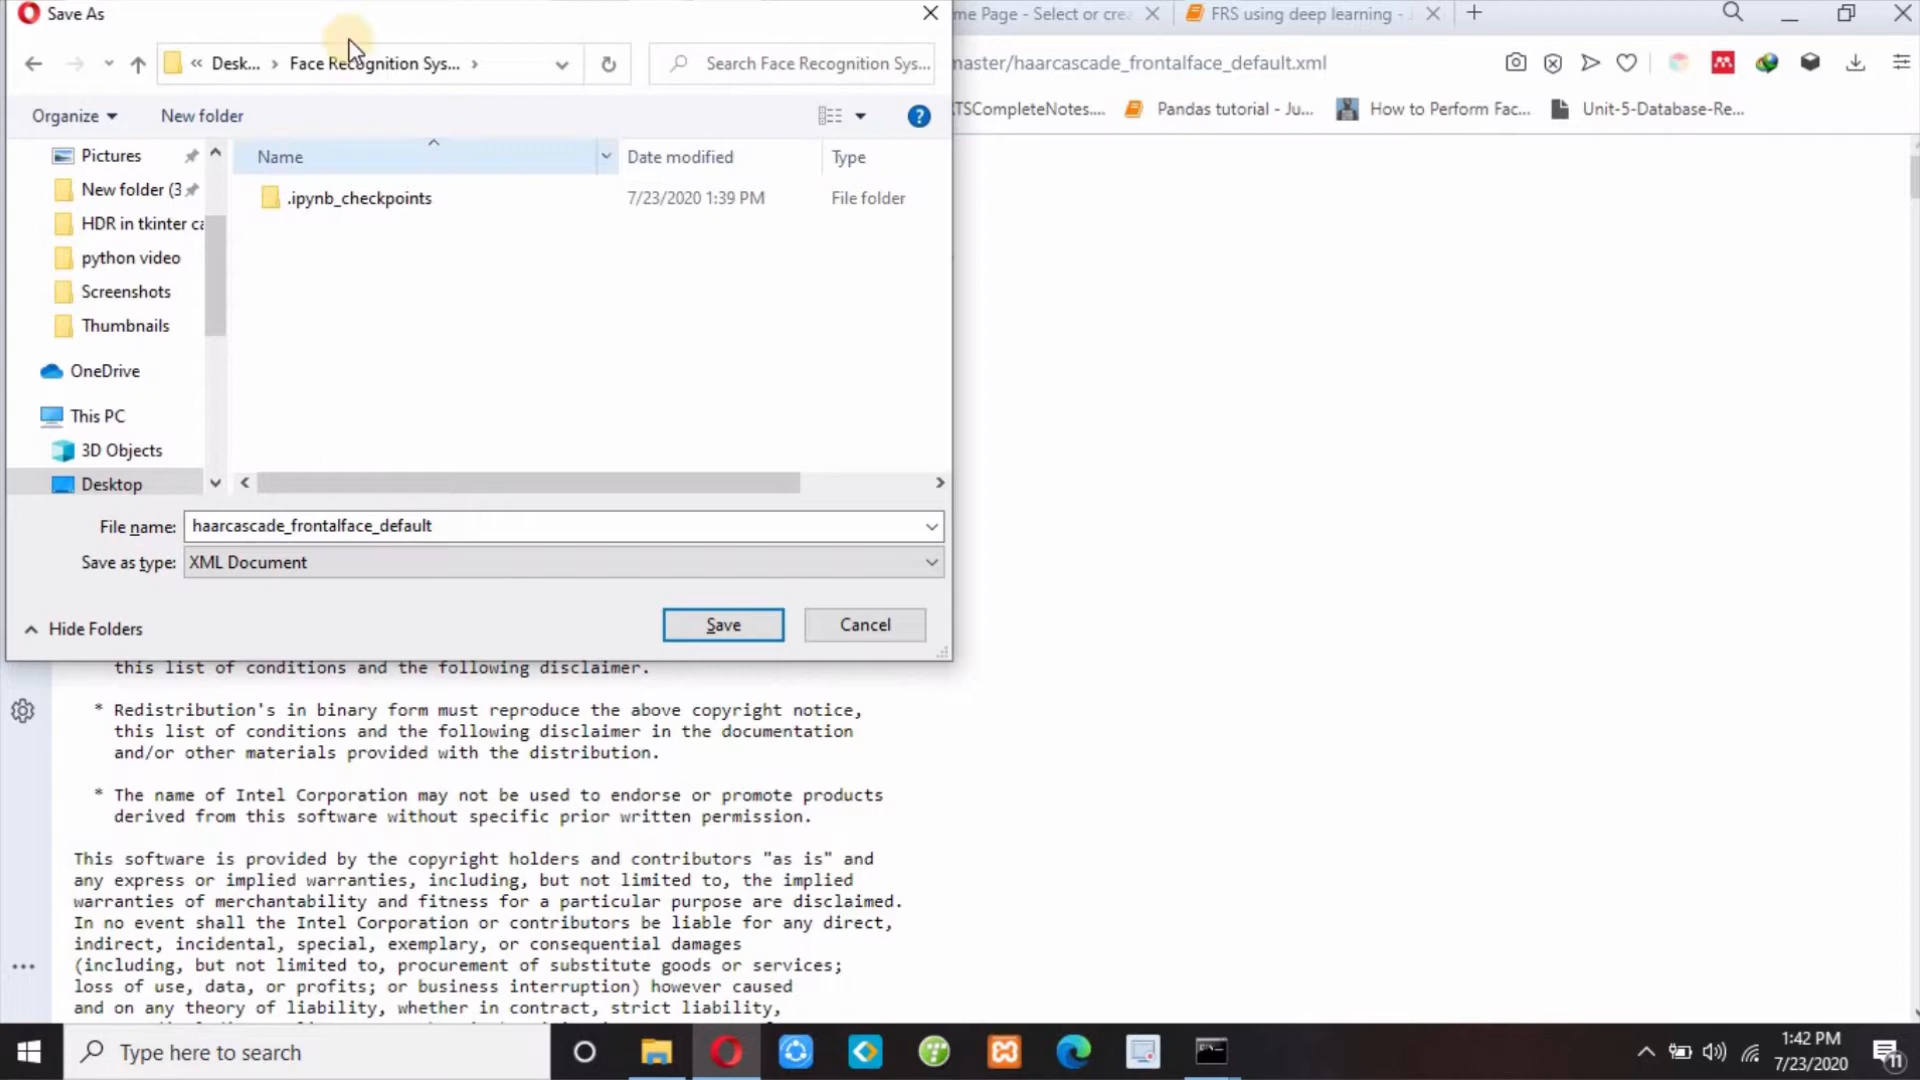 Save As
me Page - Select or crea
FRS using deep learning -
« Desk... › Face Recognition Sys... ›
Search Face Recognition Sys...
master/haarcascade_frontalface_default.xml
Organize
New folder
TSCompleteNotes....
Pandas tutorial - Ju...
How to Perform Fac...
Unit-5-Database-Re...
Name
Date modified
Type
Pictures
New folder (3
HDR in tkinter ca
python video
Screenshots
Thumbnails
OneDrive
This PC
3D Objects
Desktop
.ipynb_checkpoints
7/23/2020 1:39 PM
File folder
File name:
haarcascade_frontalface_default
Save as type:
XML Document
Hide Folders
Save
Cancel
this list of conditions and the following disclaimer.
* Redistribution's in binary form must reproduce the above copyright notice,
this list of conditions and the following disclaimer in the documentation
and/or other materials provided with the distribution.
* The name of Intel Corporation may not be used to endorse or promote products
derived from this software without specific prior written permission.
This software is provided by the copyright holders and contributors "as is" and
any express or implied warranties, including, but not limited to, the implied
warranties of merchantability and fitness for a particular purpose are disclaimed.
In no event shall the Intel Corporation or contributors be liable for any direct,
indirect, incidental, special, exemplary, or consequential damages
(including, but not limited to, procurement of substitute goods or services;
loss of use, data, or profits; or business interruption) however caused
and on any theory of liability, whether in contract, strict liability,
Type here to search
1:42 PM
7/23/2020
11